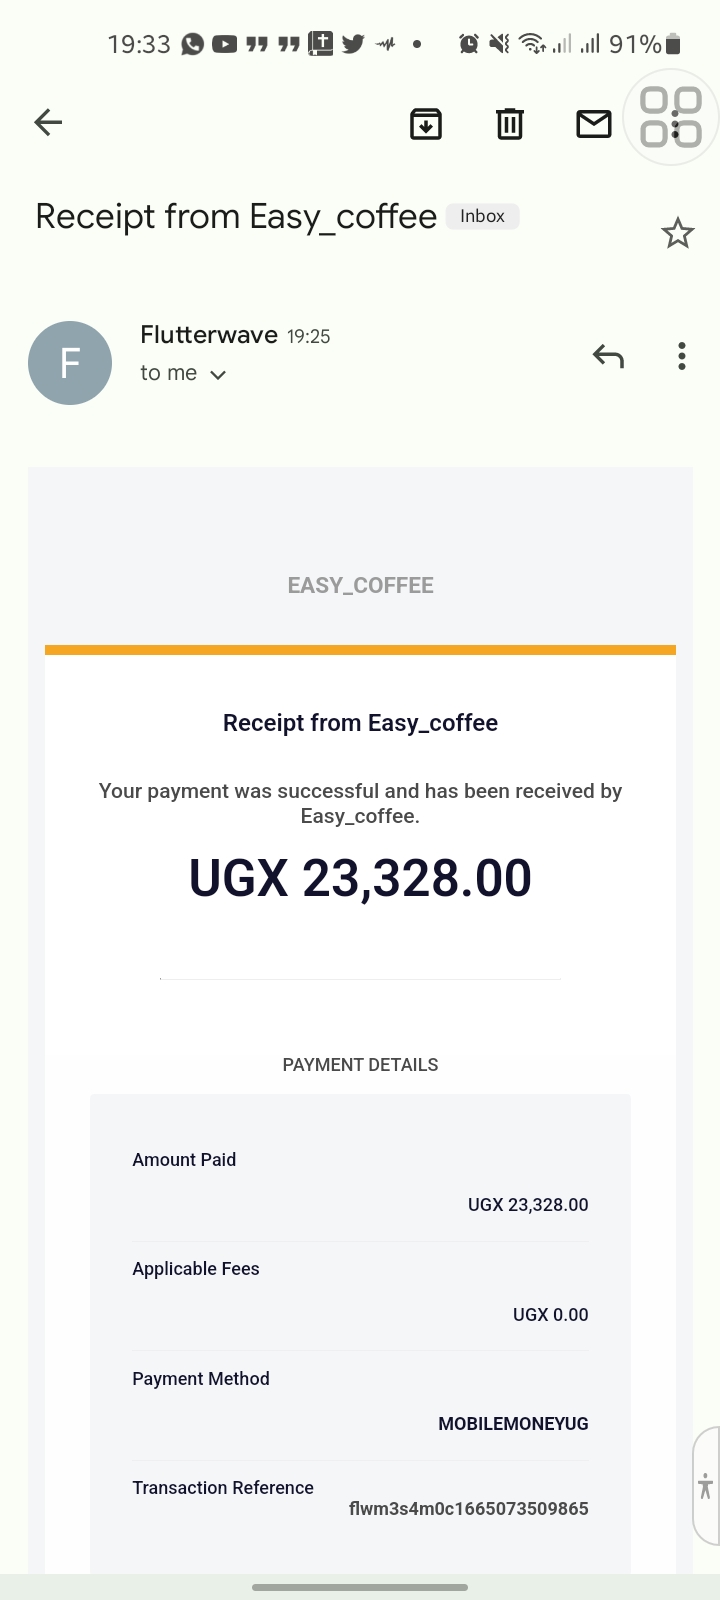 19:33
91%
Receipt from Easy_coffee Inbox
F
Flutterwave 19:25
to me
EASY_COFFEE
Receipt from Easy_coffee
Your payment was successful and has been received by
Easy_coffee.
UGX 23,328.00
PAYMENT DETAILS
Amount Paid
UGX 23,328.00
Applicable Fees
UGX 0.00
Payment Method
MOBILEMONEYUG
Transaction Reference
flwm3s4m0c1665073509865